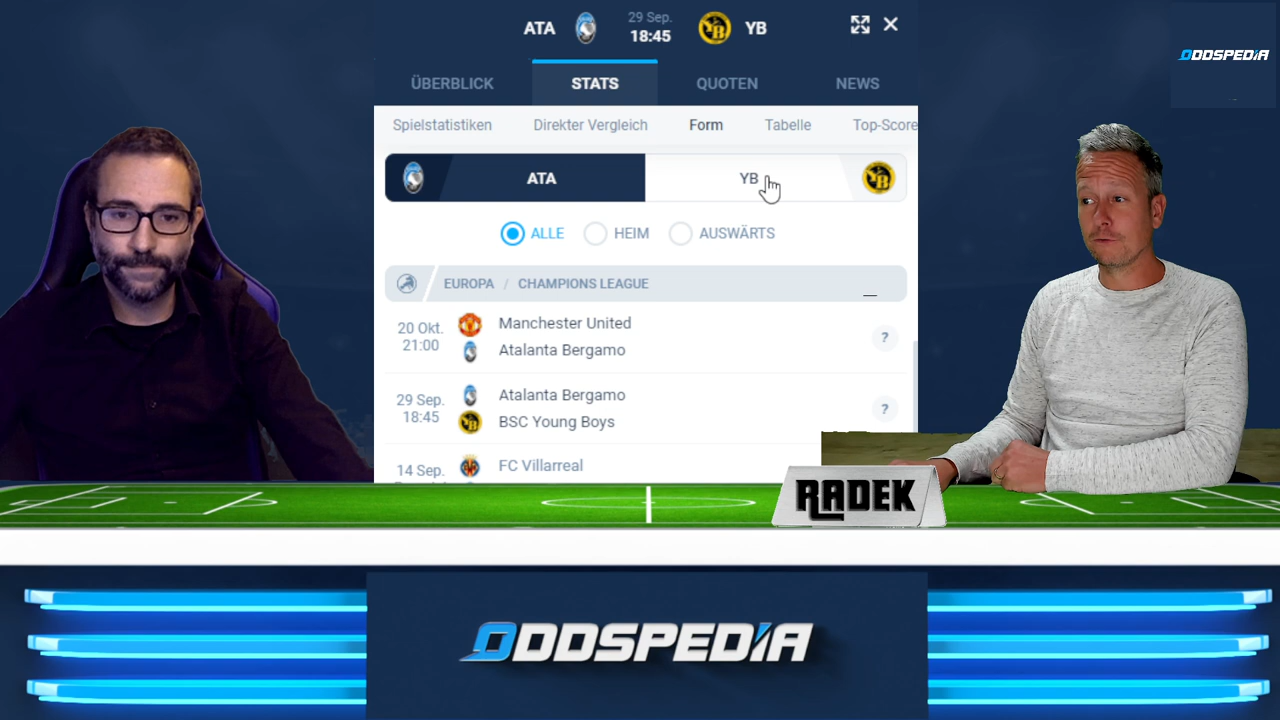 ATA
29 Sep.
18:45
YB
ODDSPEDIA
ÜBERBLICK
STATS
QUOTEN
NEWS
Spielstatistiken
Direkter Vergleich
Form
Tabelle
Top-Score
ATA
YB
ALLE
HEIM
AUSWÄRTS
EUROPA / CHAMPIONS LEAGUE
20 Okt.
21:00
Manchester United
Atalanta Bergamo
?
29 Sep.
18:45
Atalanta Bergamo
BSC Young Boys
?
14 Sep.
FC Villarreal
RADEK
ODDSPEDIA